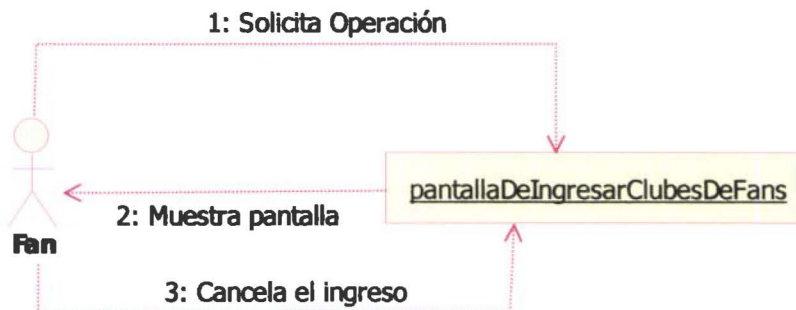 1: Solicita Operación
pantallaDeIngresarClubesDeFans
2: Muestra pantalla
Fan
3: Cancela el ingreso